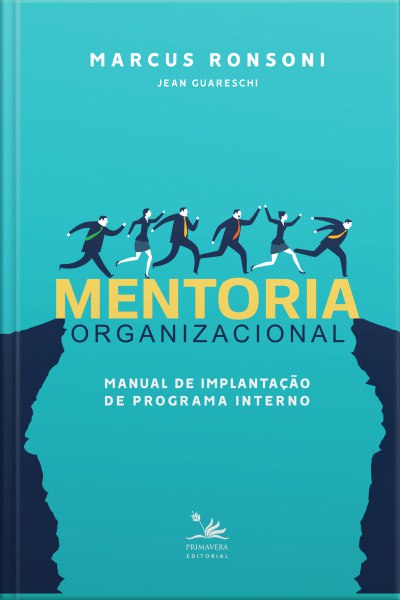 MARCUS RONSONI
JEAN GUARESCHI
MENTORIA
ORGANIZACIONAL
MANUAL DE IMPLANTAÇÃO
DE PROGRAMA INTERNO
PRIMAVERA
EDITORIAL